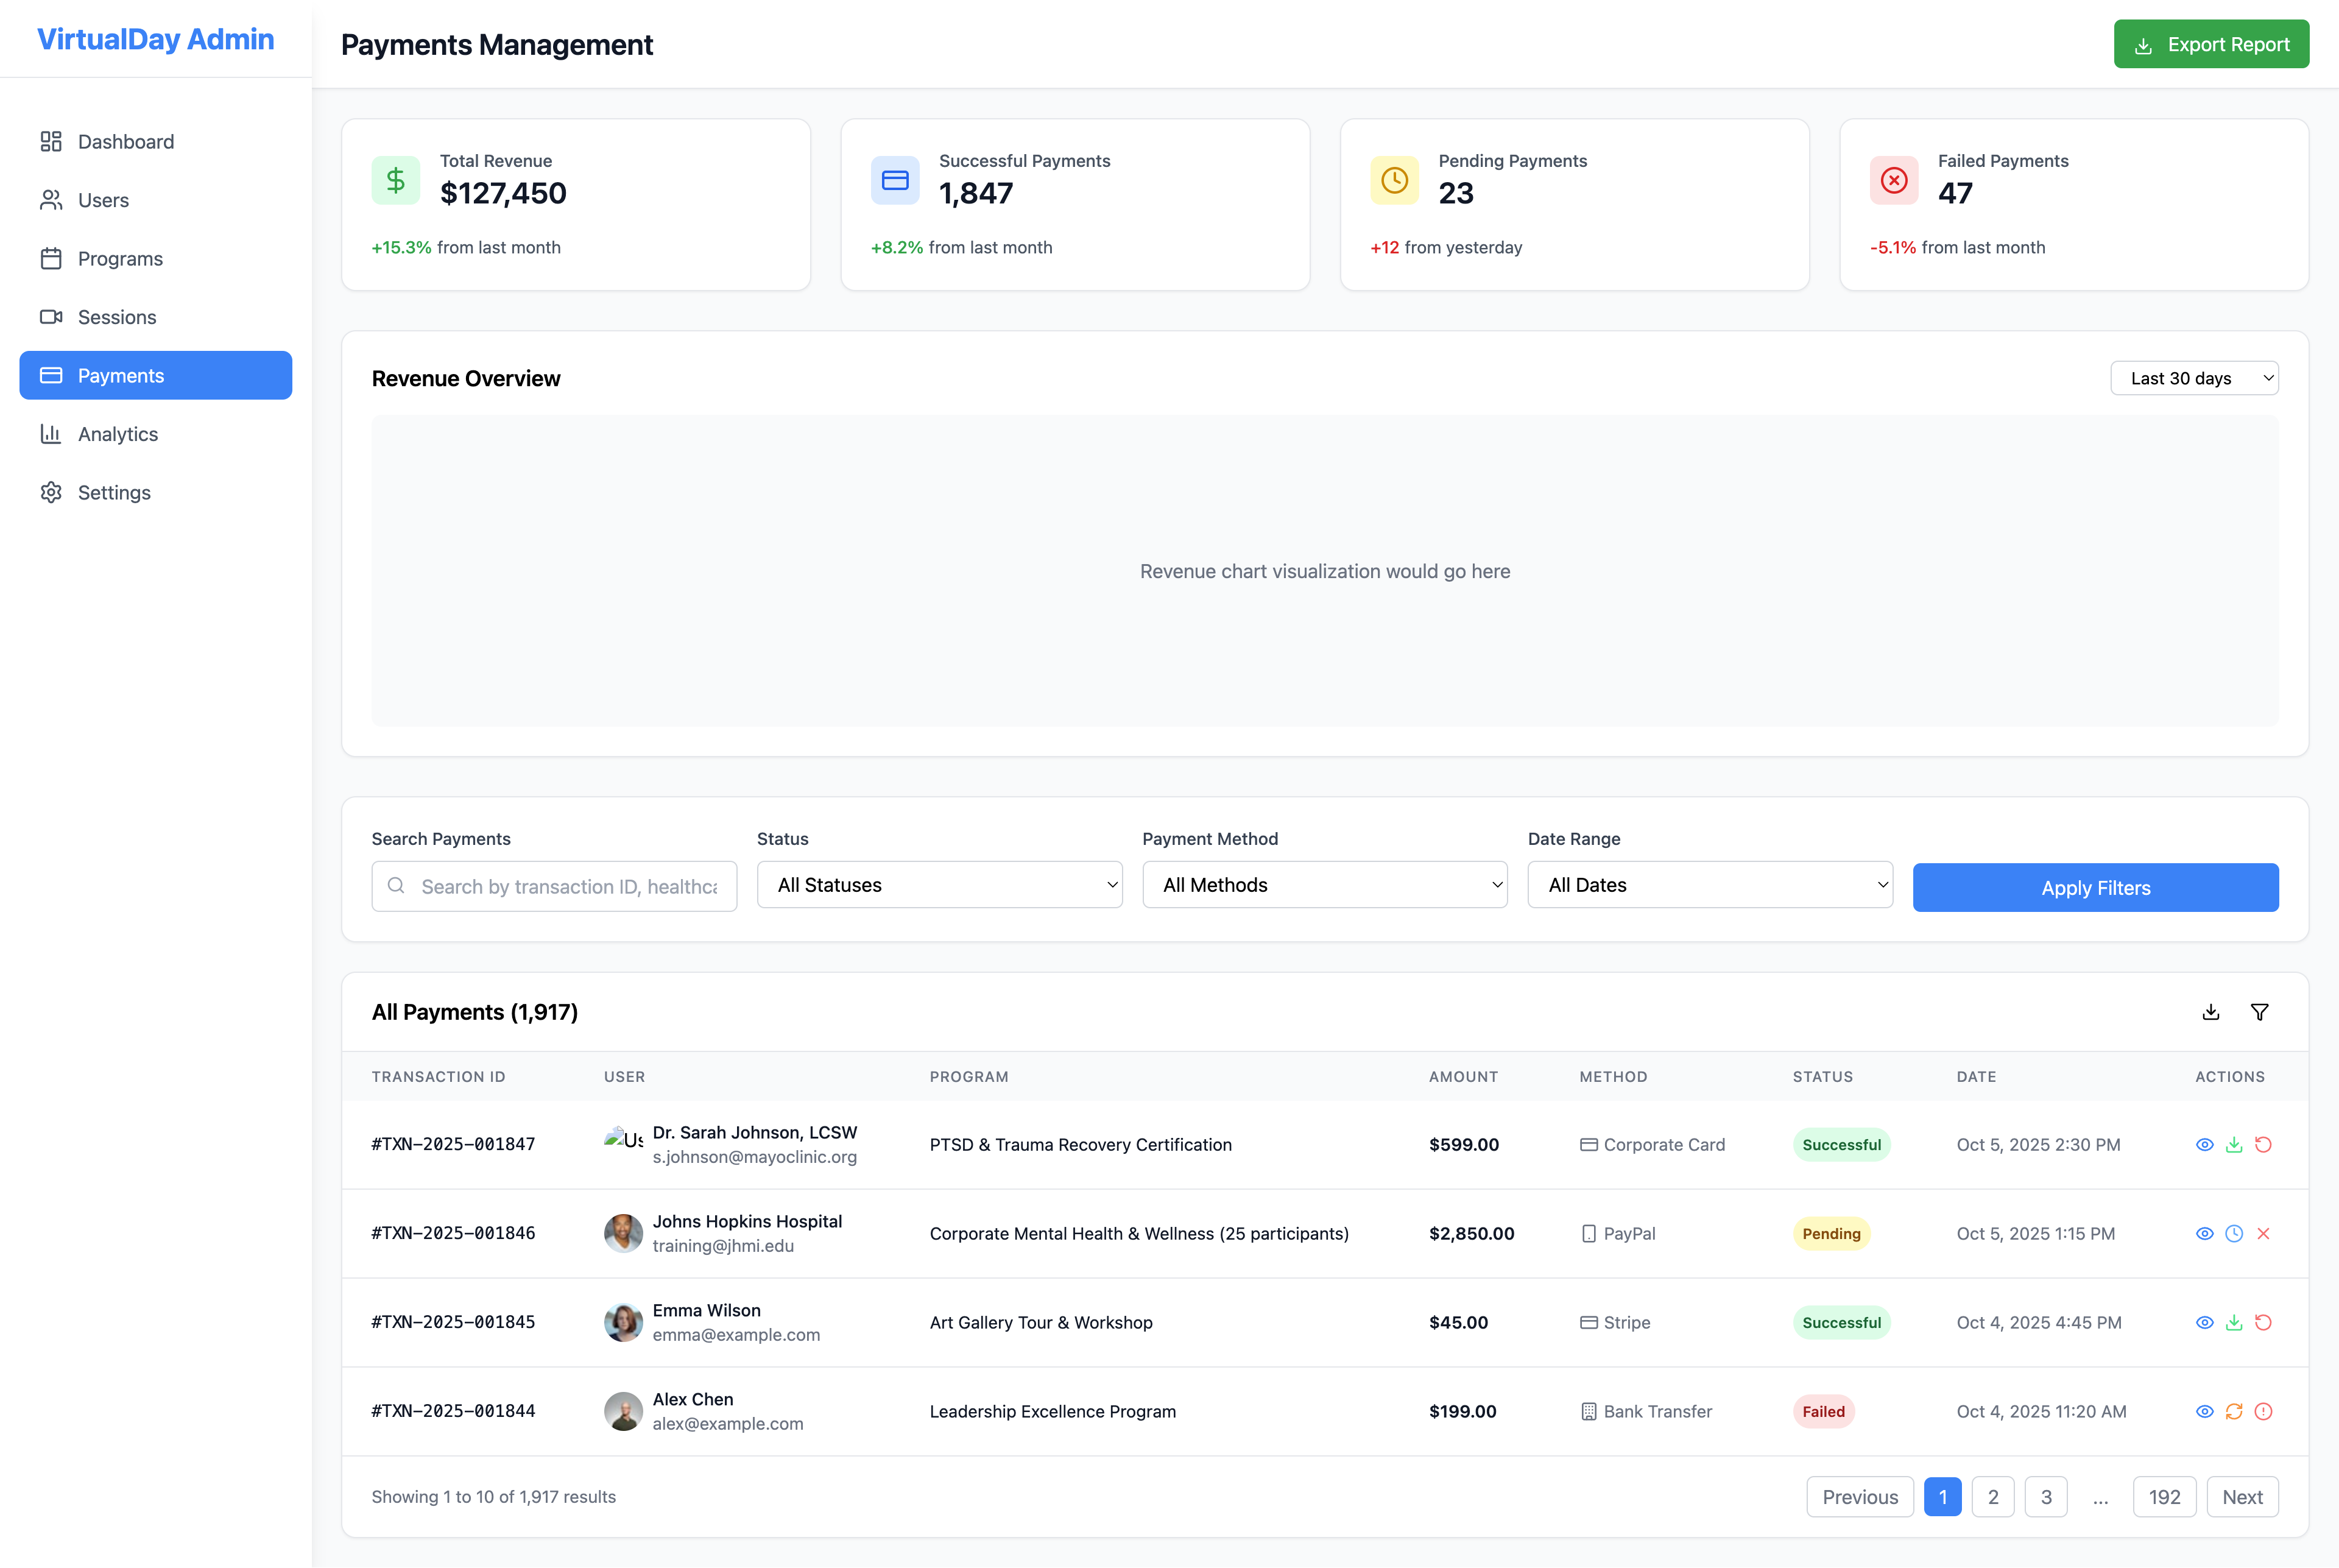 VirtualDay Admin
Dashboard
Users
Programs
Sessions
Payments
Analytics
Settings
Payments Management
Export Report
Total Revenue
$127,450
+15.3% from last month
Successful Payments
1,847
+8.2% from last month
Pending Payments
23
+12 from yesterday
Failed Payments
47
-5.1% from last month
Revenue Overview
Last 30 days
Revenue chart visualization would go here
Search Payments
Search by transaction ID, healthca
Status
All Statuses
Payment Method
All Methods
Date Range
All Dates
Apply Filters
All Payments (1,917)
TRANSACTION ID USER PROGRAM AMOUNT METHOD STATUS DATE ACTIONS
#TXN-2025-001847
Us
Dr. Sarah Johnson, LCSW
s.johnson@mayoclinic.org
PTSD & Trauma Recovery Certification
$599.00
Corporate Card
Successful
Oct 5, 2025 2:30 PM
#TXN-2025-001846
Johns Hopkins Hospital
training@jhmi.edu
Corporate Mental Health & Wellness (25 participants)
$2,850.00
PayPal
Pending
Oct 5, 2025 1:15 PM
#TXN-2025-001845
Emma Wilson
emma@example.com
Art Gallery Tour & Workshop
$45.00
Stripe
Successful
Oct 4, 2025 4:45 PM
#TXN-2025-001844
Alex Chen
alex@example.com
Leadership Excellence Program
$199.00
Bank Transfer
Failed
Oct 4, 2025 11:20 AM
Showing 1 to 10 of 1,917 results
Previous 1 2 3 ... 192 Next